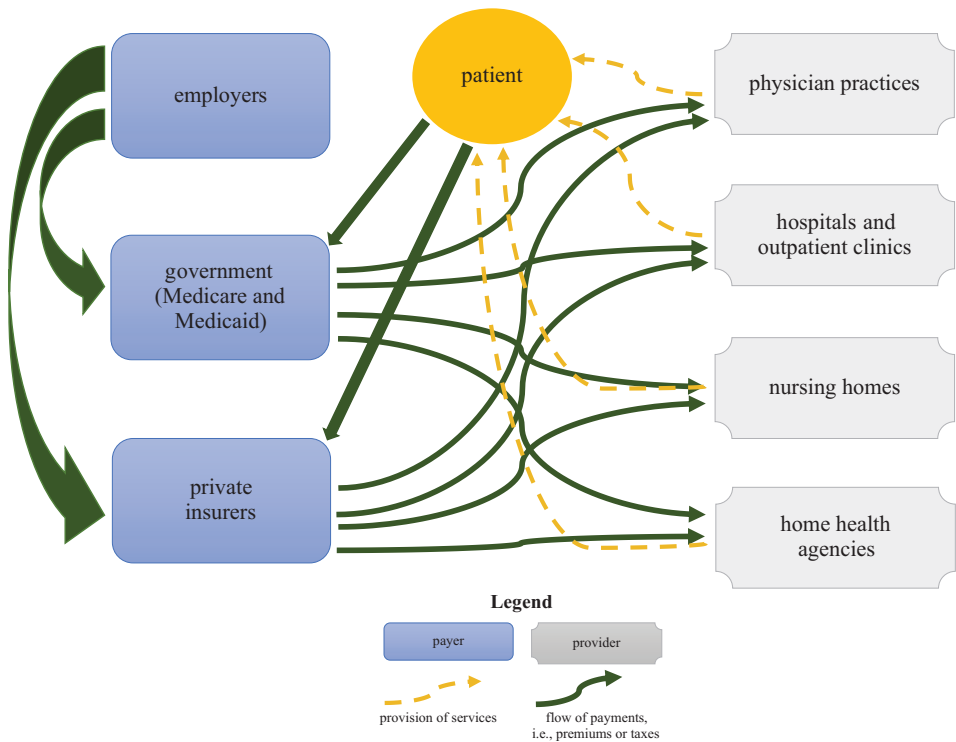 employers
patient
physician practices
hospitals and
outpatient clinics
government
(Medicare and
Medicaid)
nursing homes
private
insurers
home health
agencies
Legend
payer
provider
provision of services
flow of payments,
i.e., premiums or taxes